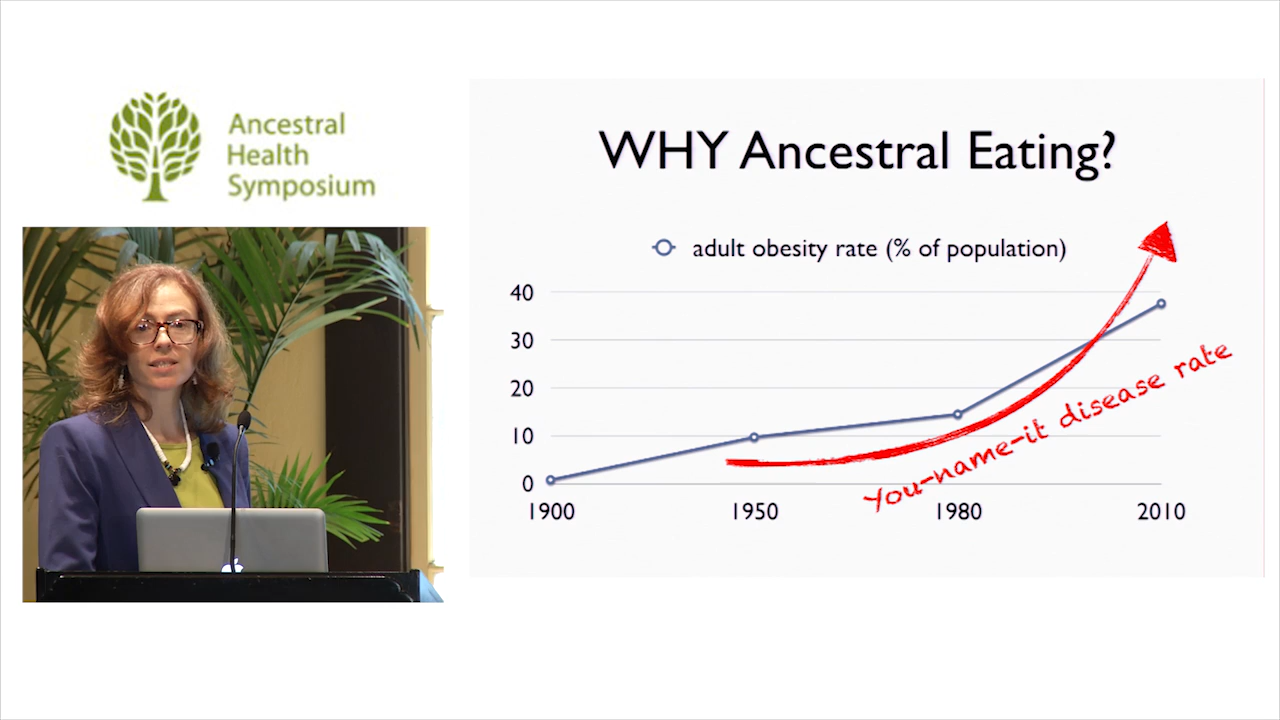 Ancestral
Health
Symposium
WHY Ancestral Eating?
adult obesity rate (% of population)
40
30
20
10
0
1900
1950
1980
2010
You-name-it disease rate